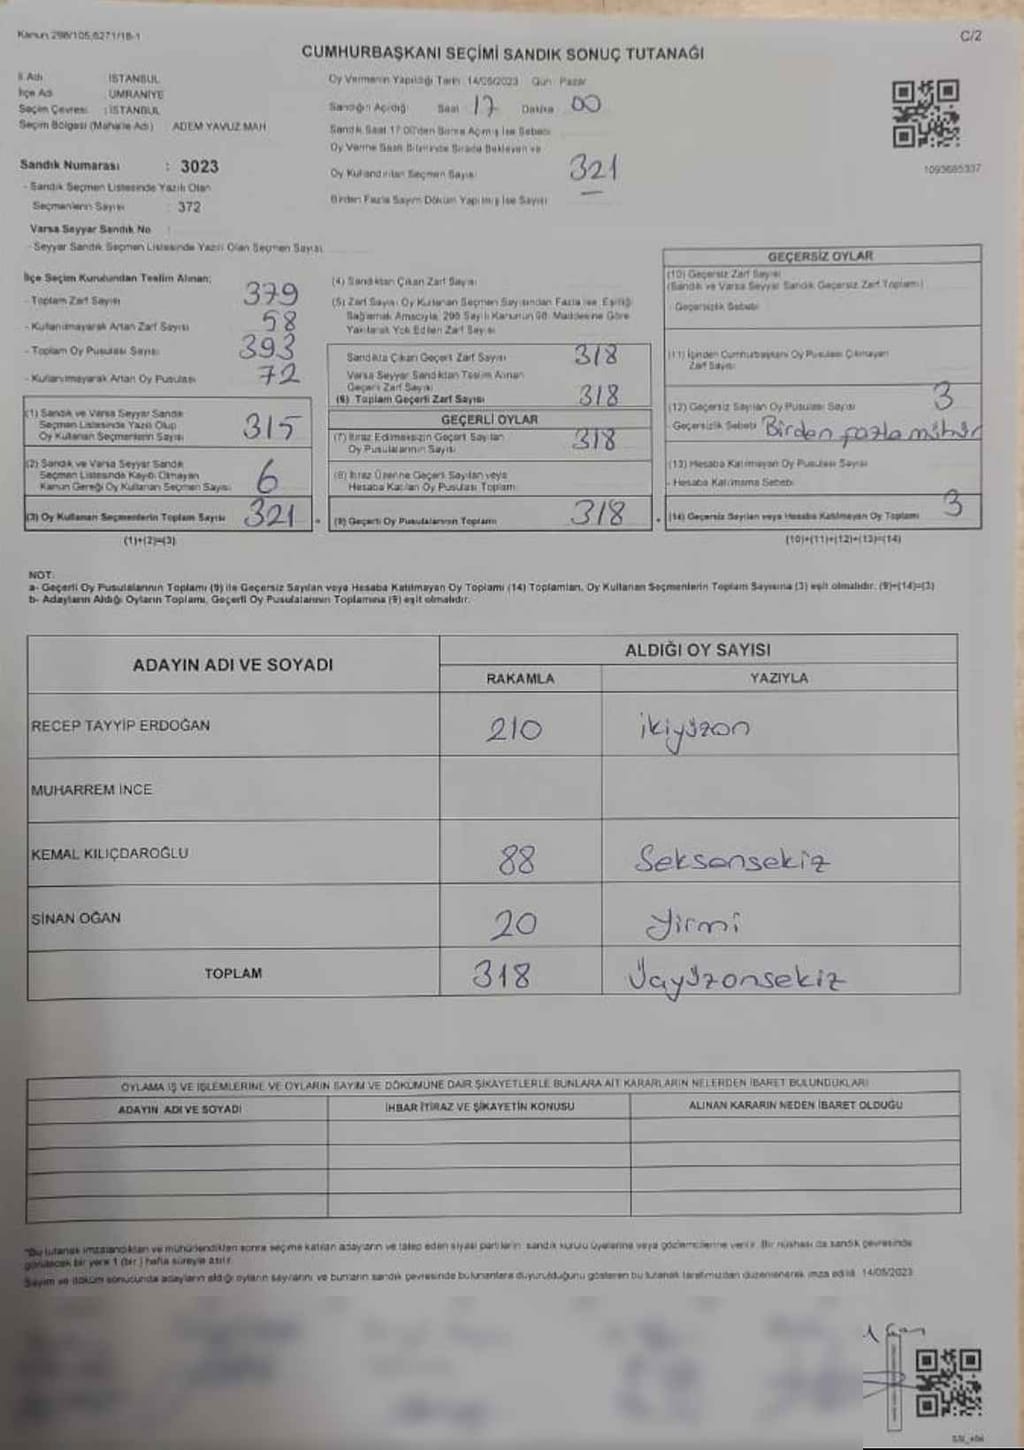 Kanun 298/105,6271/18-1
C/2
CUMHURBAŞKANI SEÇİMİ SANDIK SONUÇ TUTANAĞI
İl Adı : İSTANBUL
İlçe Adı : ÜMRANİYE
Seçim Çevresi : İSTANBUL
Seçim Bölgesi (Mahalle Adı) ADEM YAVUZ MAH
Sandık Numarası : 3023
- Sandık Seçmen Listesinde Yazılı Olan
Seçmenlerin Sayısı : 372
Varsa Seyyar Sandık No :
- Seyyar Sandık Seçmen Listesinde Yazılı Olan Seçmen Sayısı
Oy Vermenin Yapıldığı Tarih 14/05/2023 Gün Pazar
Sandığın Açıldığı Saat 17 Dakika 00
Sandık Saat 17.00'den Sonra Açılmış İse Sebebi
Oy Verme Saati Bitiminde Sırada Bekleyen ve
Oy Kullandırılan Seçmen Sayısı 321
Birden Fazla Sayım Döküm Yapılmış İse Sayısı —
1093685337
İlçe Seçim Kurulundan Teslim Alınan;
- Toplam Zarf Sayısı 379
- Kullanılmayarak Artan Zarf Sayısı 58
- Toplam Oy Pusulası Sayısı 393
- Kullanılmayarak Artan Oy Pusulası 72
(1) Sandık ve Varsa Seyyar Sandık
Seçmen Listesinde Yazılı Olup
Oy Kullanan Seçmenlerin Sayısı 315
(2) Sandık ve Varsa Seyyar Sandık
Seçmen Listesinde Kayıtlı Olmayan
Kanun Gereği Oy Kullanan Seçmen Sayısı 6
(3) Oy Kullanan Seçmenlerin Toplam Sayısı 321
(1)+(2)=(3)
(4) Sandıktan Çıkan Zarf Sayısı
(5) Zarf Sayısı Oy Kullanan Seçmen Sayısından Fazla ise, Eşitliği
Sağlamak Amacıyla, 298 Sayılı Kanunun 98. Maddesine Göre
Yakılarak Yok Edilen Zarf Sayısı
Sandıkta Çıkan Geçerli Zarf Sayısı 318
Varsa Seyyar Sandıktan Teslim Alınan
Geçerli Zarf Sayısı
(6) Toplam Geçerli Zarf Sayısı 318
GEÇERLİ OYLAR
(7) İtiraz Edilmeksizin Geçerli Sayılan
Oy Pusulalarının Sayısı 318
(8) İtiraz Üzerine Geçerli Sayılan veya
Hesaba Katılan Oy Pusulası Toplamı
(9) Geçerli Oy Pusulalarının Toplamı 318
GEÇERSİZ OYLAR
(10) Geçersiz Zarf Sayısı
(Sandık ve Varsa Seyyar Sandık Geçersiz Zarf Toplamı)
- Geçersizlik Sebebi
(11) İçinden Cumhurbaşkanı Oy Pusulası Çıkmayan
Zarf Sayısı
(12) Geçersiz Sayılan Oy Pusulası Sayısı 3
- Geçersizlik Sebebi Birden fazla mühür
(13) Hesaba Katılmayan Oy Pusulası Sayısı
- Hesaba Katılmama Sebebi
(14) Geçersiz Sayılan veya Hesaba Katılmayan Oy Toplamı 3
(10)+(11)+(12)+(13)=(14)
NOT:
a- Geçerli Oy Pusulalarının Toplamı (9) ile Geçersiz Sayılan veya Hesaba Katılmayan Oy Toplamı (14) Toplamları, Oy Kullanan Seçmenlerin Toplam Sayısına (3) eşit olmalıdır. (9)+(14)=(3)
b- Adayların Aldığı Oyların Toplamı, Geçerli Oy Pusulalarının Toplamına (9) eşit olmalıdır.
ADAYIN ADI VE SOYADI
ALDIĞI OY SAYISI
RAKAMLA YAZIYLA
RECEP TAYYİP ERDOĞAN 210 ikiyüzon
MUHARREM İNCE
KEMAL KILIÇDAROĞLU 88 Seksensekiz
SİNAN OĞAN 20 yirmi
TOPLAM 318 Üçyüzonsekiz
OYLAMA İŞ VE İŞLEMLERİNE VE OYLARIN SAYIM VE DÖKÜMÜNE DAİR ŞİKAYETLERLE BUNLARA AİT KARARLARIN NELERDEN İBARET BULUNDUKLARI
ADAYIN ADI VE SOYADI İHBAR İTİRAZ VE ŞİKAYETİN KONUSU ALINAN KARARIN NEDEN İBARET OLDUĞU
*Bu tutanak imzalandıktan ve mühürlendikten sonra seçime katılan adayların ve talep eden siyasi partilerin sandık kurulu üyelerine veya gözlemcilerine verilir. Bir nüshası da sandık çevresinde
görülecek bir yere 1 (bir) hafta süreyle asılır.
Sayım ve döküm sonucunda adayların aldığı oyların sayılarını ve bunların sandık çevresinde bulunanlara duyurulduğunu gösteren bu tutanak tarafımızdan düzenlenerek imza edildi. 14/05/2023